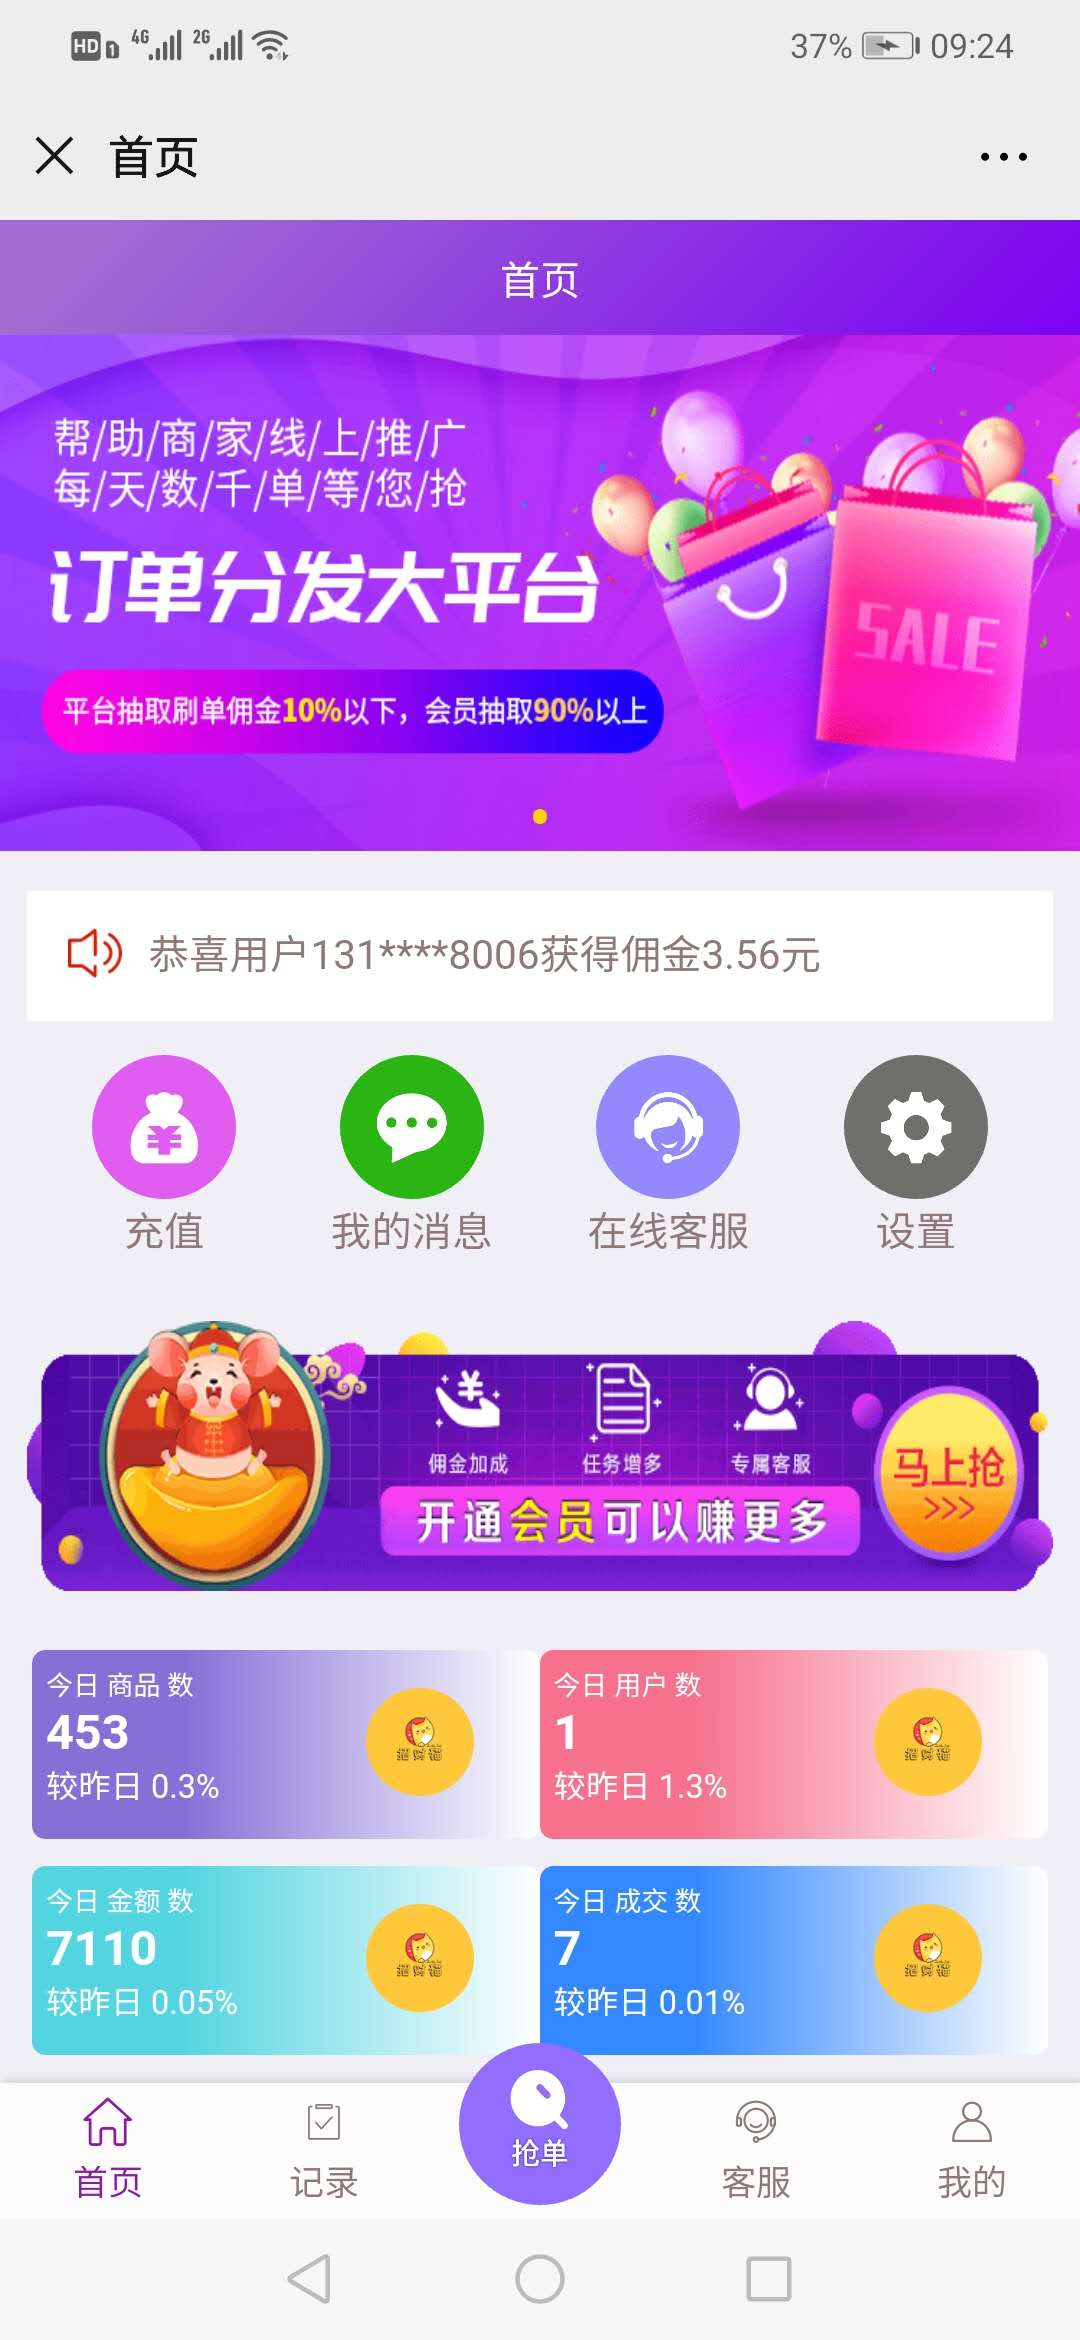 HD 1 4G 2G 37% 09:24
首页
首页
帮/助/商/家/线/上/推/广
每/天/数/千/单/等/您/抢
订单分发大平台
平台抽取刷单佣金10%以下，会员抽取90%以上
SALE
恭喜用户131****8006获得佣金3.56元
充值 我的消息 在线客服 设置
佣金加成 任务增多 专属客服
开通会员可以赚更多
马上抢
>>>
今日 商品 数
453
较昨日 0.3%
今日 用户 数
1
较昨日 1.3%
今日 金额 数
7110
较昨日 0.05%
今日 成交 数
7
较昨日 0.01%
首页 记录 抢单 客服 我的